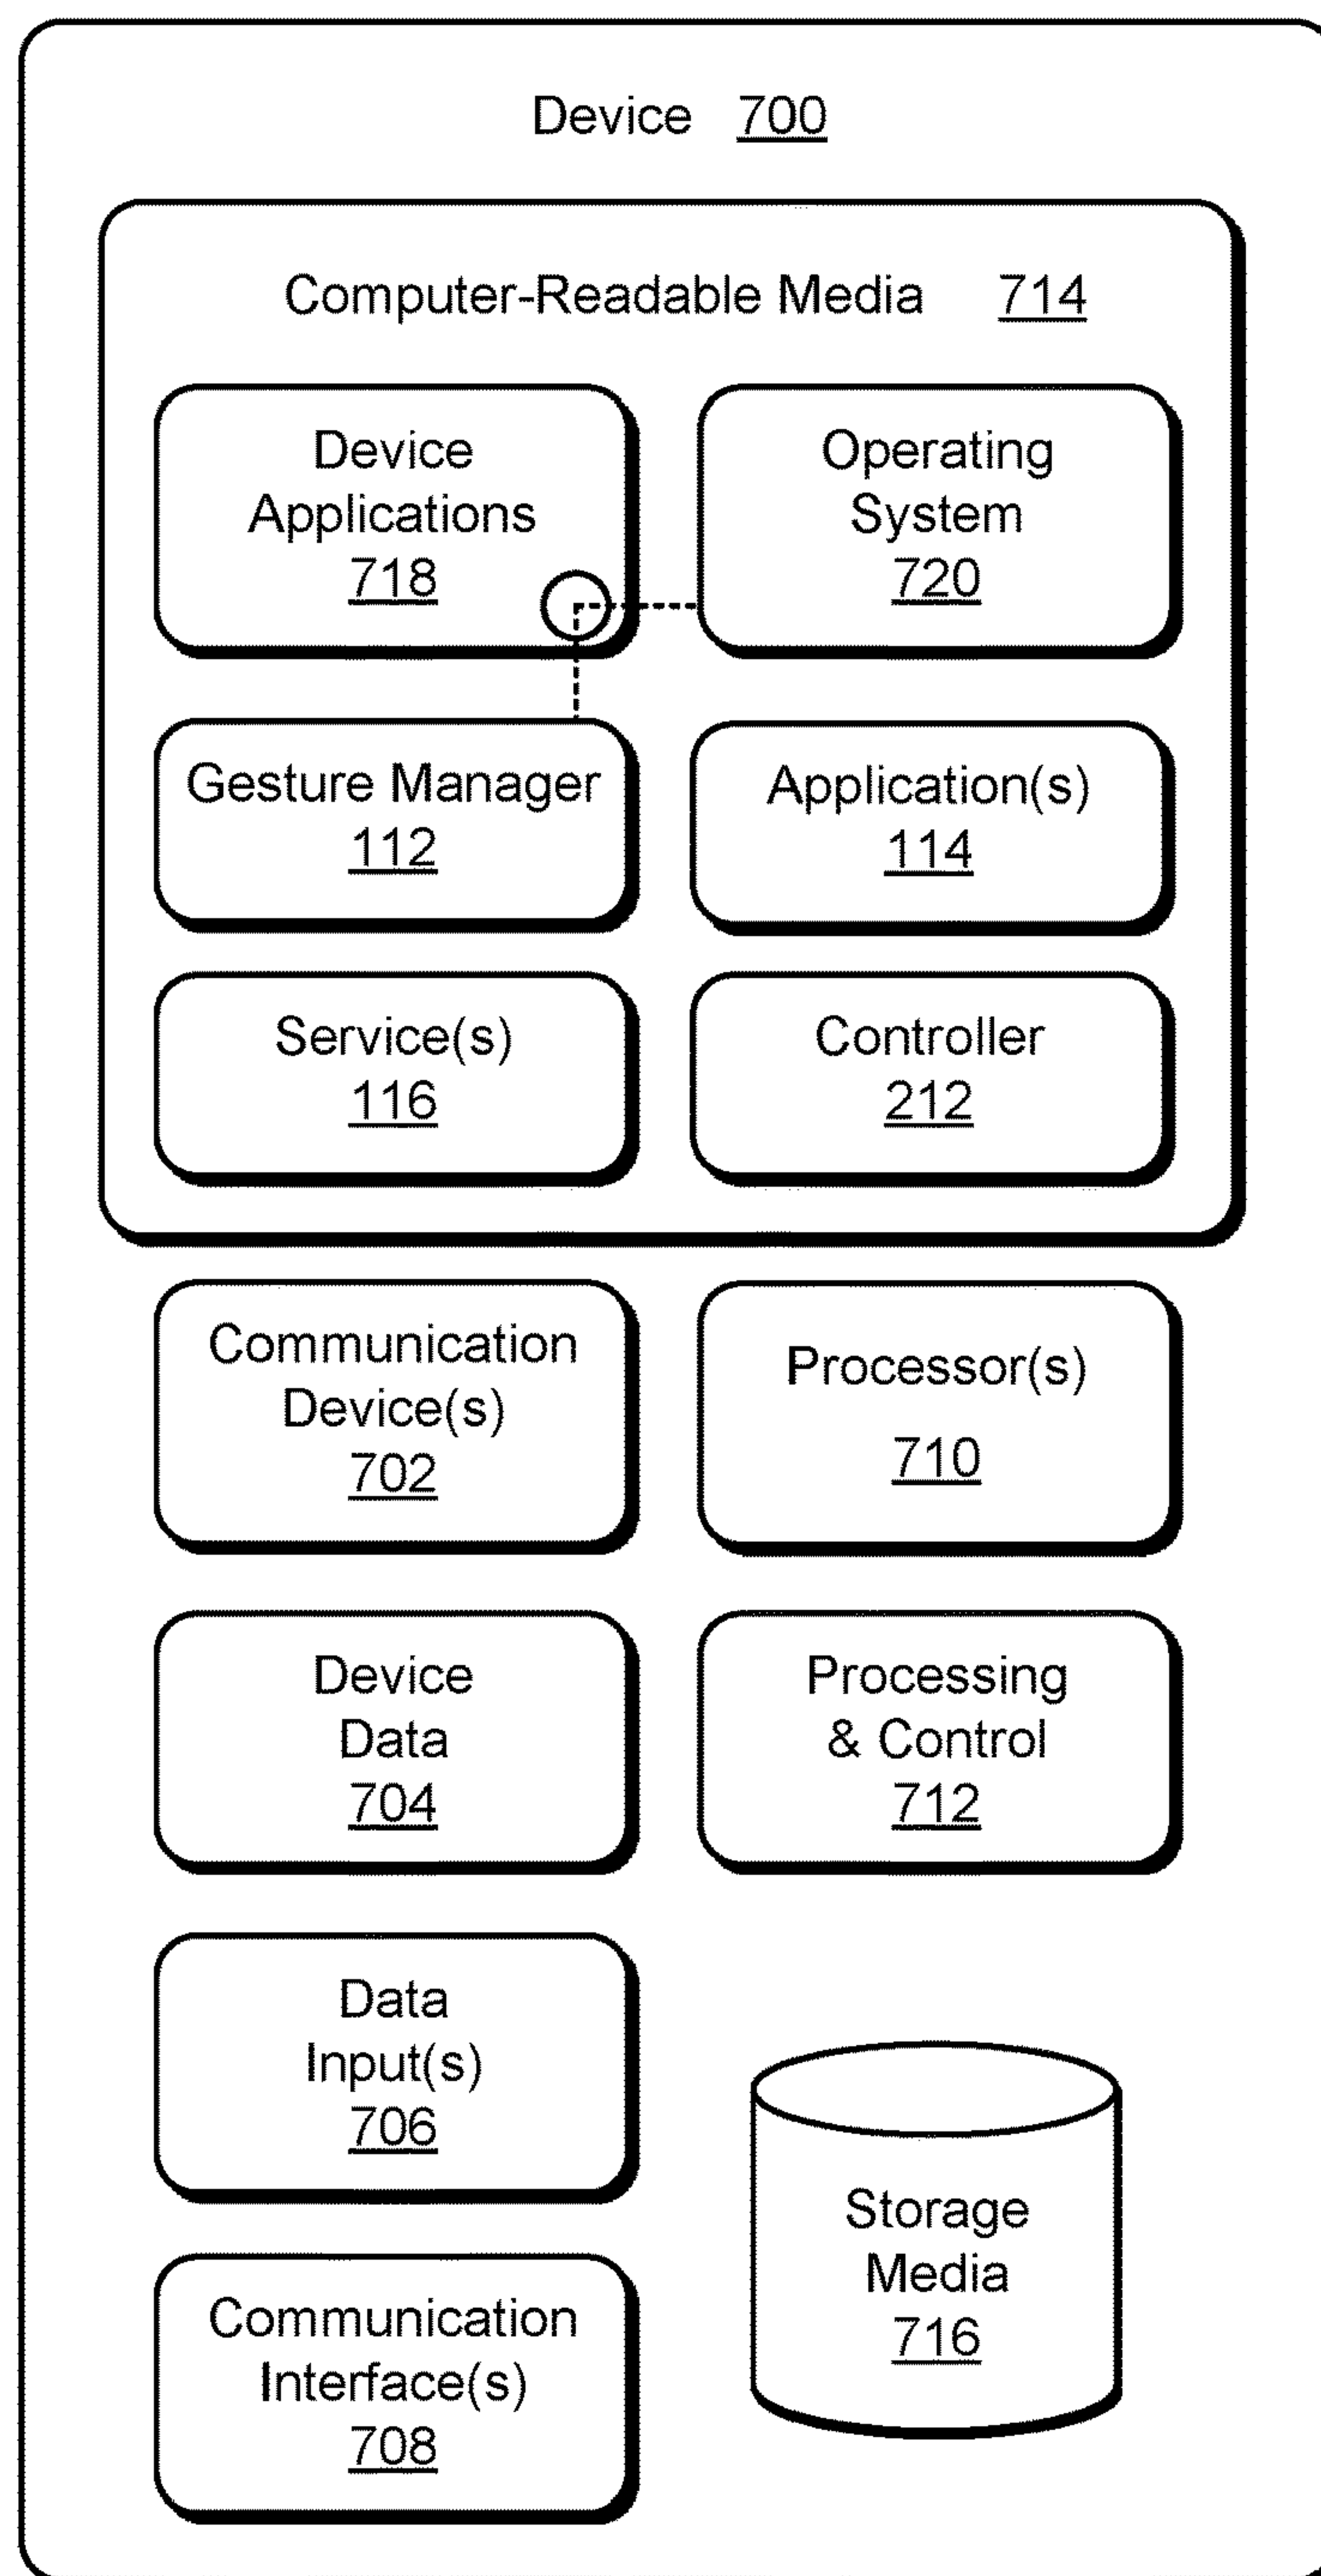 Device 700
Computer-Readable Media 714
Device
Applications
718
Operating
System
720
Gesture Manager
112
Application(s)
114
Service(s)
116
Controller
212
Communication
Device(s)
702
Processor(s)
710
Device
Data
704
Processing
& Control
712
Data
Input(s)
706
Storage
Media
716
Communication
Interface(s)
708